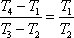 (T₄ − T₁)/(T₃ − T₂) = T₁/T₂